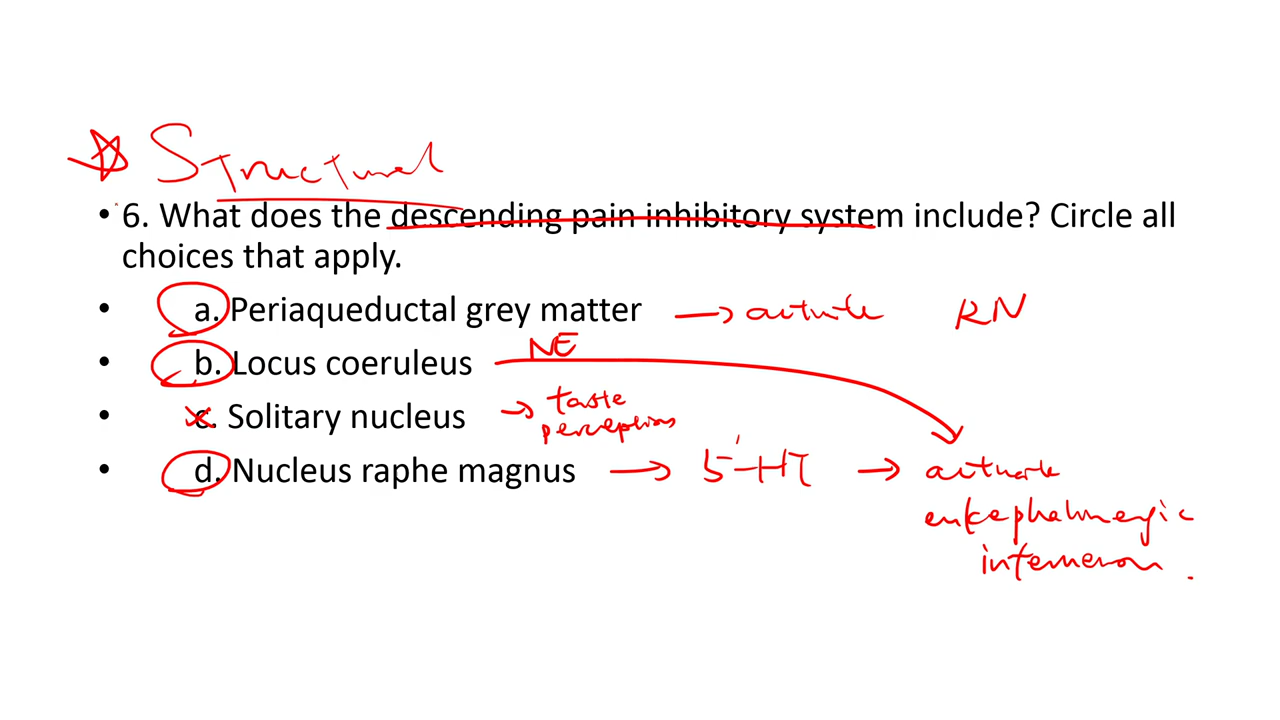 Structural
• 6. What does the descending pain inhibitory system include? Circle all
choices that apply.
• a. Periaqueductal grey matter → activate RN
• b. Locus coeruleus NE
• c. Solitary nucleus → taste
perception
• d. Nucleus raphe magnus → 5-HT → activate
enkephalinergic
interneuron